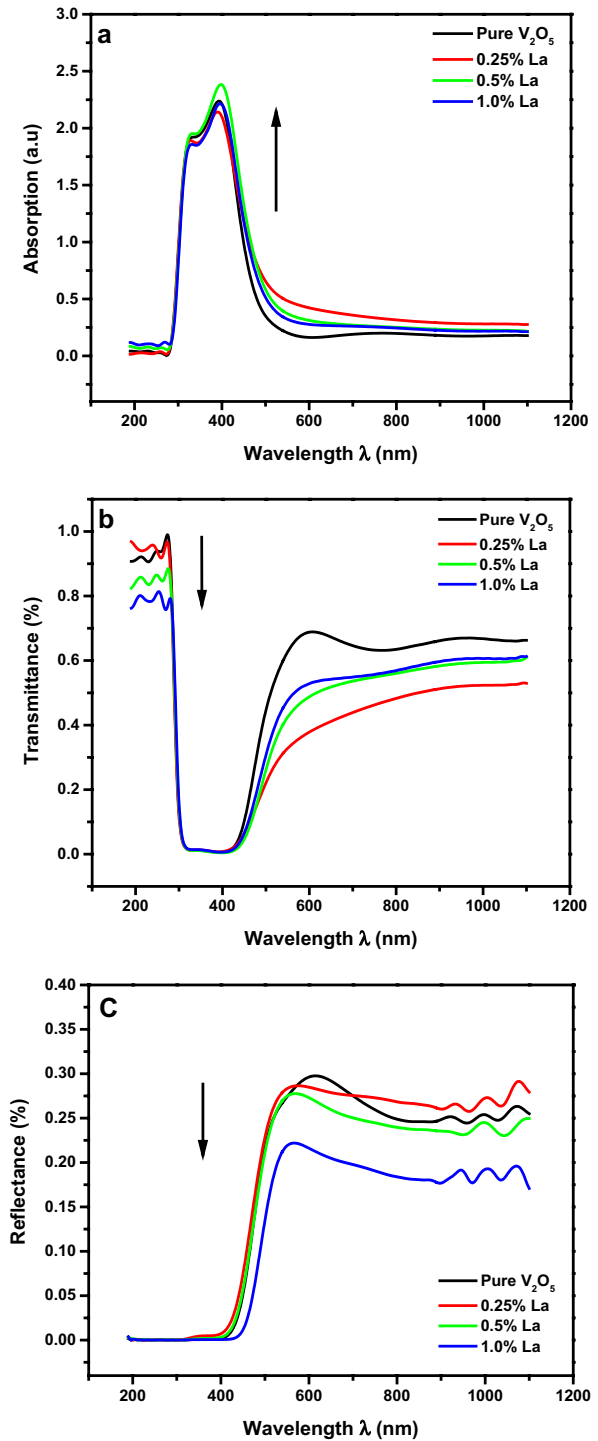 a
Pure V₂O₅
0.25% La
0.5% La
1.0% La
3.0
2.5
2.0
1.5
1.0
0.5
0.0
Absorption (a.u)
200 400 600 800 1000 1200
Wavelength λ (nm)
b
Pure V₂O₅
0.25% La
0.5% La
1.0% La
1.0
0.8
0.6
0.4
0.2
0.0
Transmittance (%)
200 400 600 800 1000 1200
Wavelength λ (nm)
C
0.40
0.35
0.30
0.25
0.20
0.15
0.10
0.05
0.00
Reflectance (%)
Pure V₂O₅
0.25% La
0.5% La
1.0% La
200 400 600 800 1000 1200
Wavelength λ (nm)